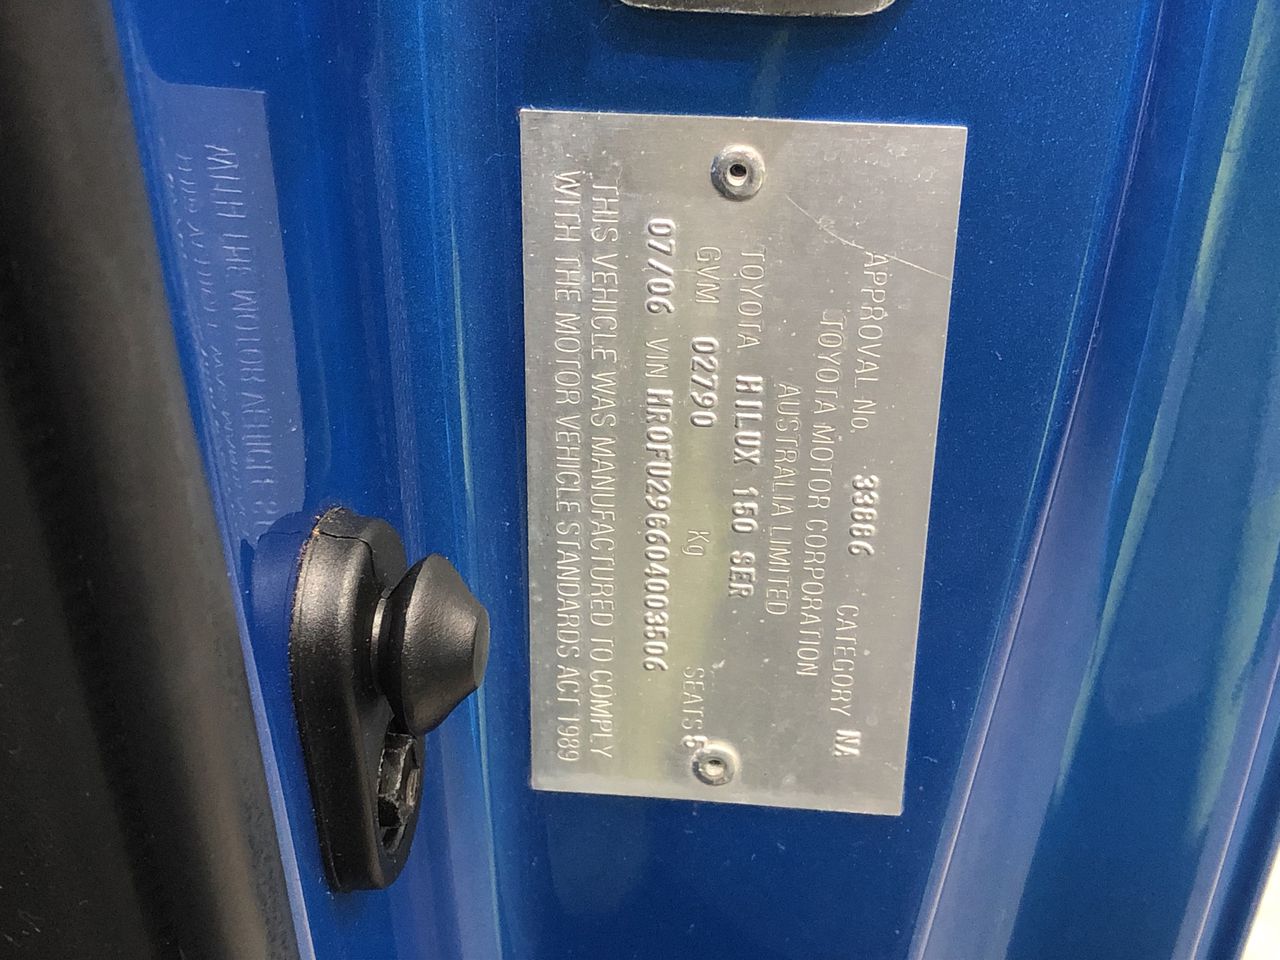 APPROVAL No. 33886 CATEGORY NA
TOYOTA MOTOR CORPORATION
AUSTRALIA LIMITED
TOYOTA HILUX 150 SER
GVM 02790 Kg SEATS 5
07/06 VIN MR0FU296604003506
THIS VEHICLE WAS MANUFACTURED TO COMPLY
WITH THE MOTOR VEHICLE STANDARDS ACT 1989